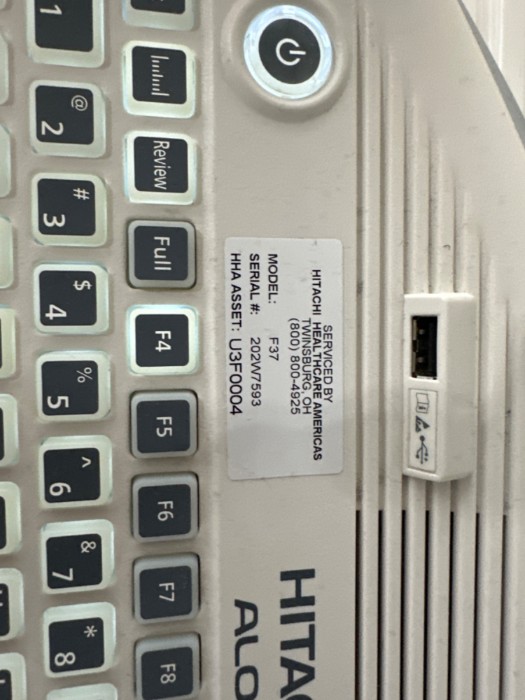 SERVICED BY
HITACHI HEALTHCARE AMERICAS
TWINSBURG, OH
(800) 800-4925
MODEL: F37
SERIAL #: 202W7593
HHA ASSET: U3F0004
HITA
ALO
Review
Full
F4
F5
F6
F7
F8
1
@ 2
# 3
$ 4
% 5
^ 6
& 7
* 8